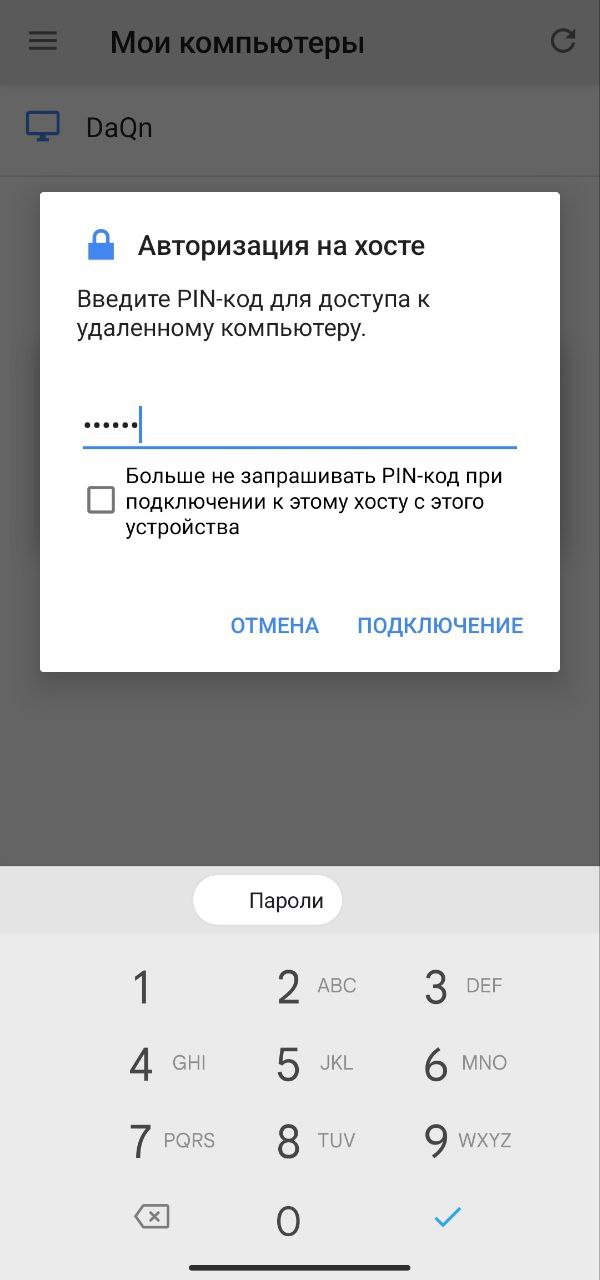 Мои компьютеры
DaQn
Авторизация на хосте
Введите PIN-код для доступа к
удаленному компьютеру.
••••••
Больше не запрашивать PIN-код при
подключении к этому хосту с этого
устройства
ОТМЕНА ПОДКЛЮЧЕНИЕ
Пароли
1 2 ABC 3 DEF
4 GHI 5 JKL 6 MNO
7 PQRS 8 TUV 9 WXYZ
0